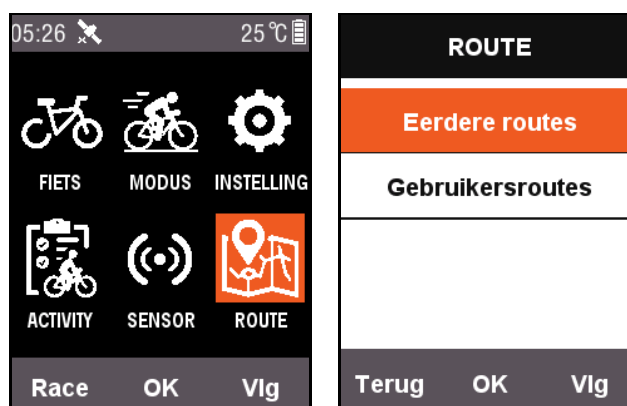 05:26 25℃
FIETS MODUS INSTELLING
ACTIVITY SENSOR ROUTE
Race OK Vlg
ROUTE
Eerdere routes
Gebruikersroutes
Terug OK Vlg